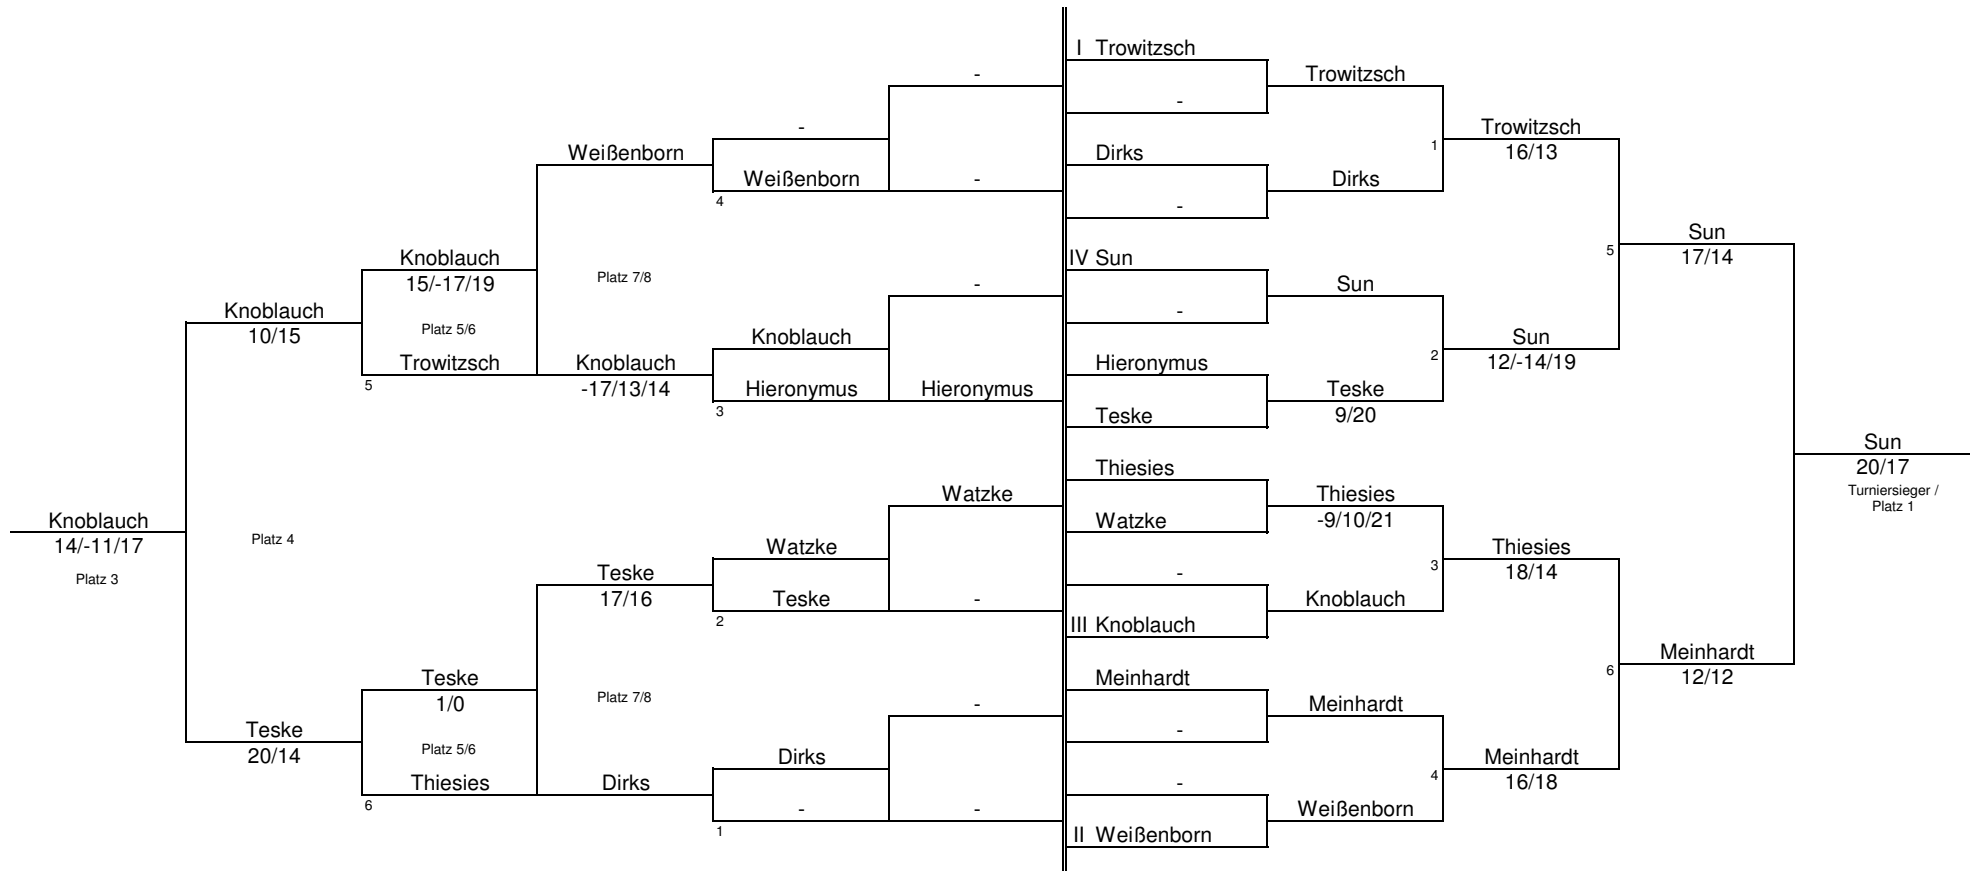 I Trowitzsch
-
Trowitzsch
-
-
Trowitzsch
16/13
1
Weißenborn
Dirks
Weißenborn
-
Dirks
4
-
Sun
17/14
5
Knoblauch
15/-17/19
IV Sun
Platz 7/8
-
Sun
Knoblauch
10/15
-
Platz 5/6
Knoblauch
Sun
12/-14/19
2
Trowitzsch
Knoblauch
-17/13/14
Hieronymus
5
Hieronymus
Hieronymus
Teske
9/20
3
Teske
Sun
20/17
Turniersieger /
Platz 1
Thiesies
Watzke
Thiesies
-9/10/21
Knoblauch
14/-11/17
Platz 3
Watzke
Platz 4
Watzke
Thiesies
18/14
3
Teske
17/16
-
Teske
-
Knoblauch
2
III Knoblauch
Meinhardt
12/12
6
Teske
1/0
Meinhardt
Platz 7/8
-
Meinhardt
Teske
20/14
-
Platz 5/6
Dirks
Meinhardt
16/18
4
Thiesies
Dirks
-
6
-
-
Weißenborn
1
II Weißenborn